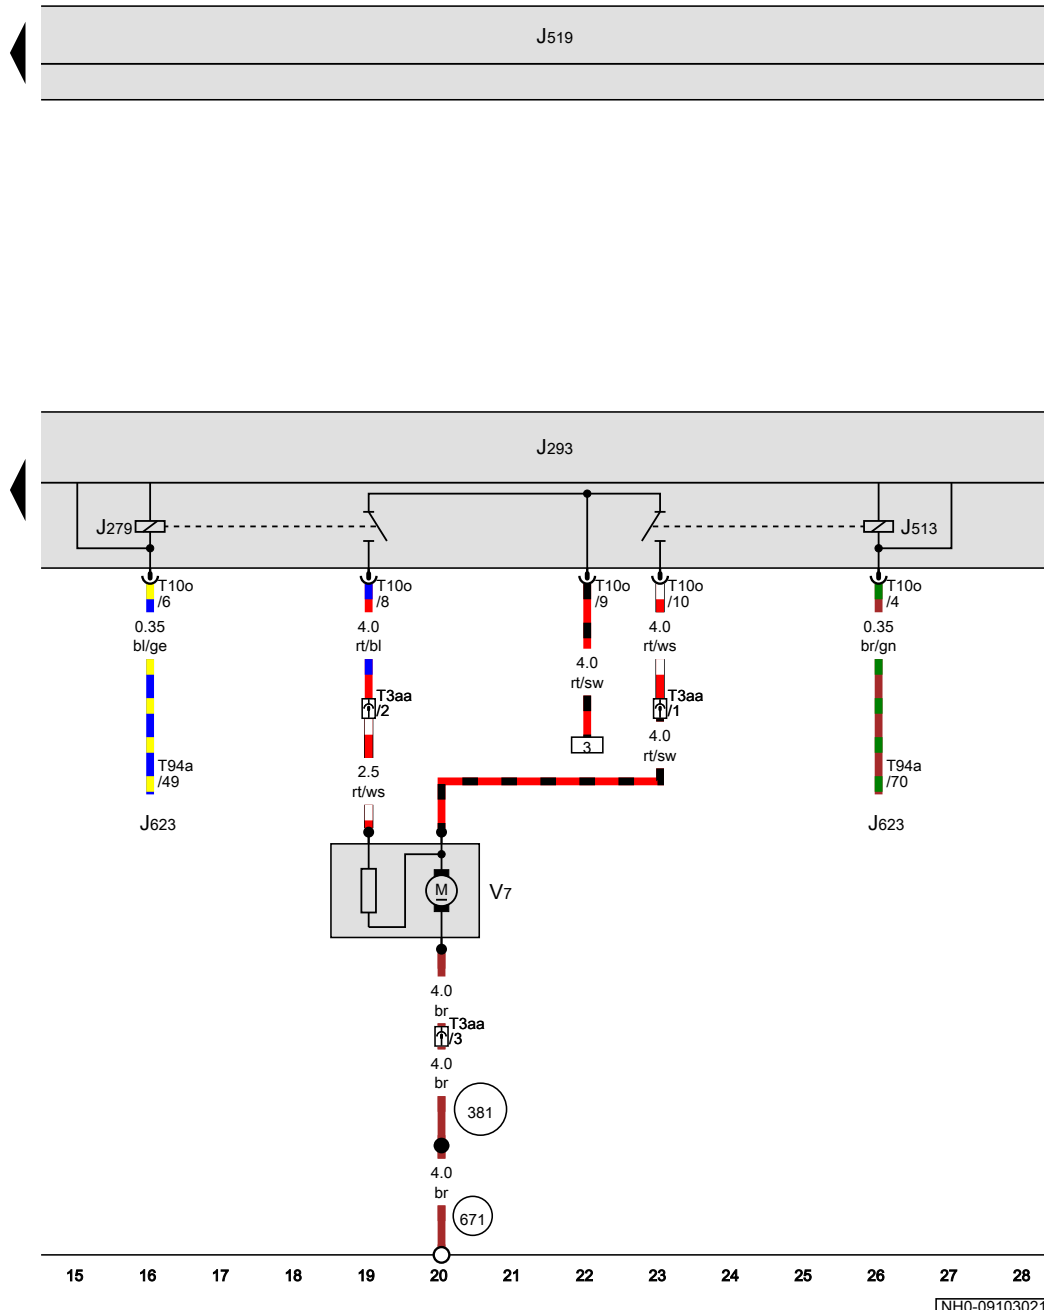 J519
J293
J279
J513
T10o
/6
T10o
/8
T10o
/9
T10o
/10
T10o
/4
0.35
bl/ge
4.0
rt/bl
4.0
rt/sw
4.0
rt/ws
0.35
br/gn
T3aa
/2
T3aa
/1
3
4.0
rt/sw
2.5
rt/ws
T94a
/49
T94a
/70
J623
J623
M
V7
4.0
br
T3aa
/3
4.0
br
381
4.0
br
671
15 16 17 18 19 20 21 22 23 24 25 26 27 28
NH0-09103021